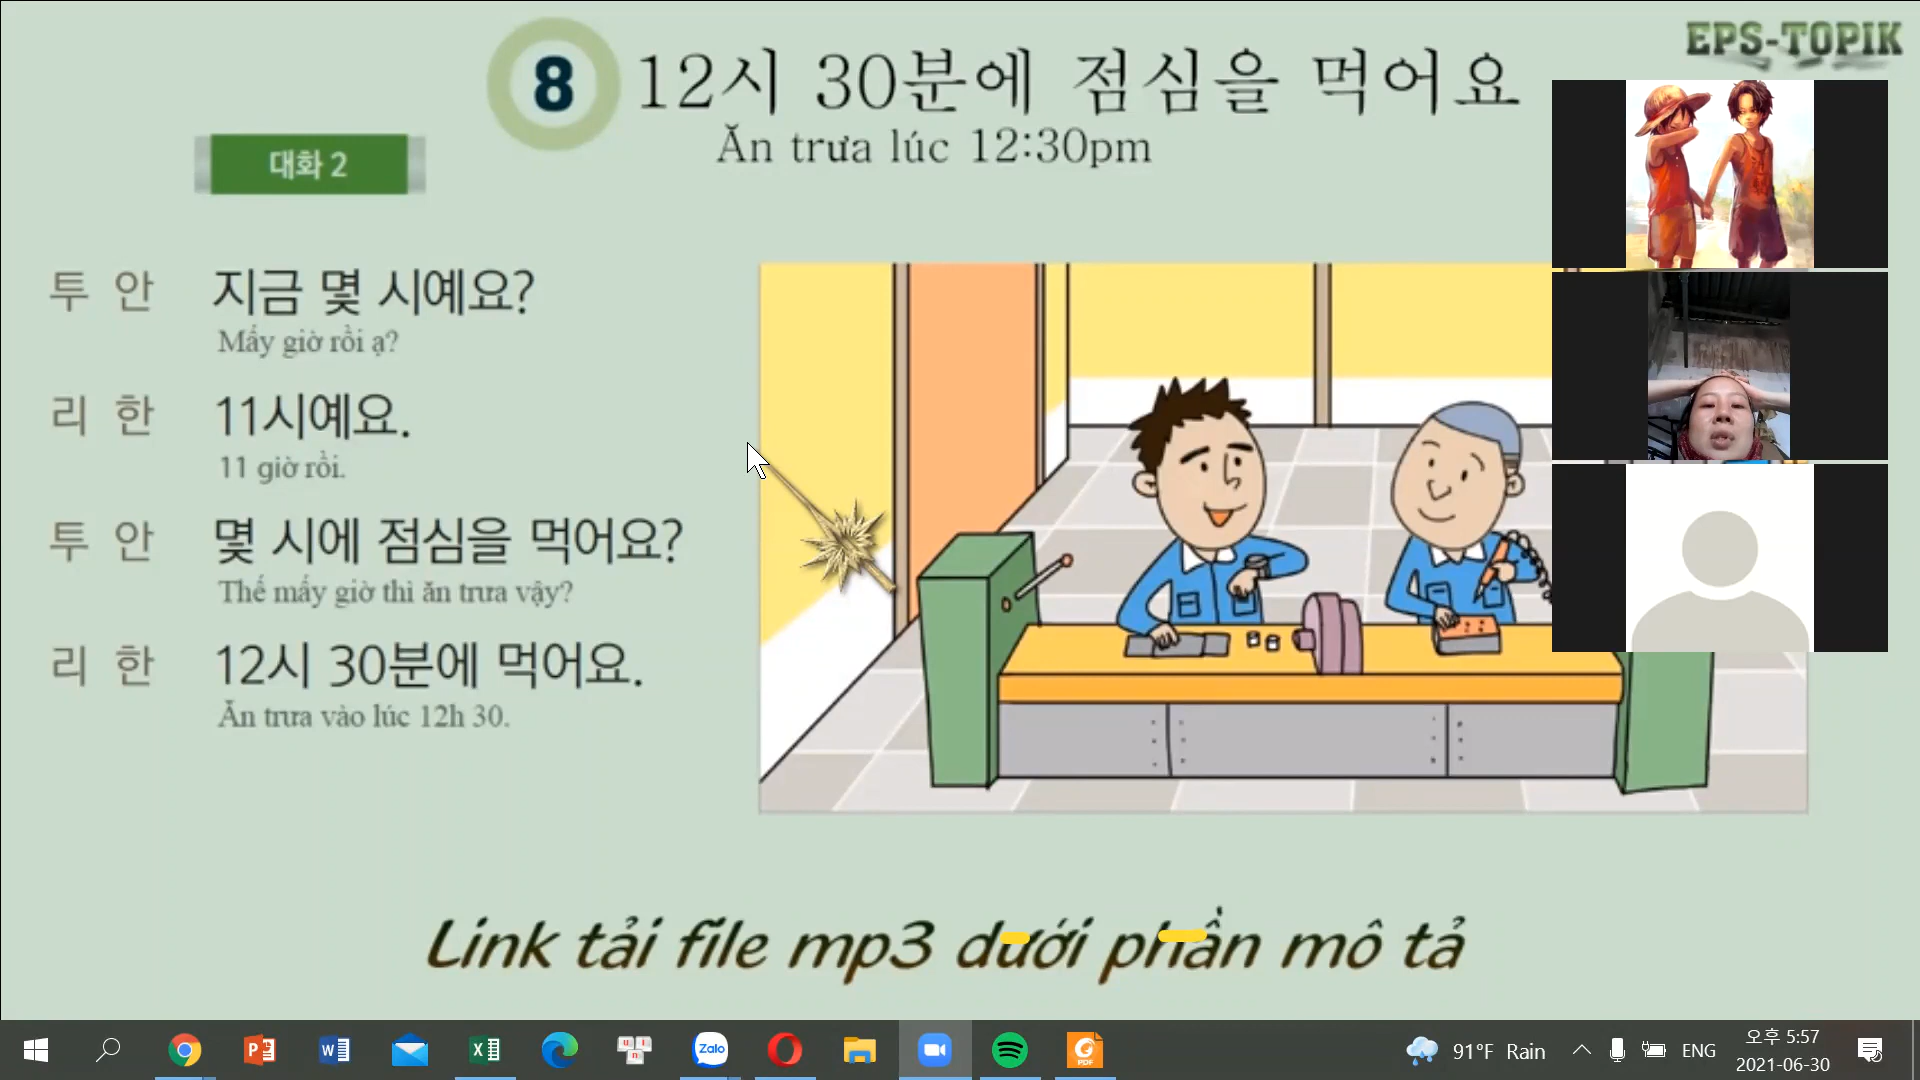 EPS-TOPIK
8 12시 30분에 점심을 먹어요
Ăn trưa lúc 12:30pm
대화 2
투 안 지금 몇 시예요?
Mấy giờ rồi ạ?
리 한 11시예요.
11 giờ rồi.
투 안 몇 시에 점심을 먹어요?
Thế mấy giờ thì ăn trưa vậy?
리 한 12시 30분에 먹어요.
Ăn trưa vào lúc 12h 30.
Link tải file mp3 dưới phần mô tả
Zalo
PDF
91°F Rain
ENG
오후 5:57
2021-06-30